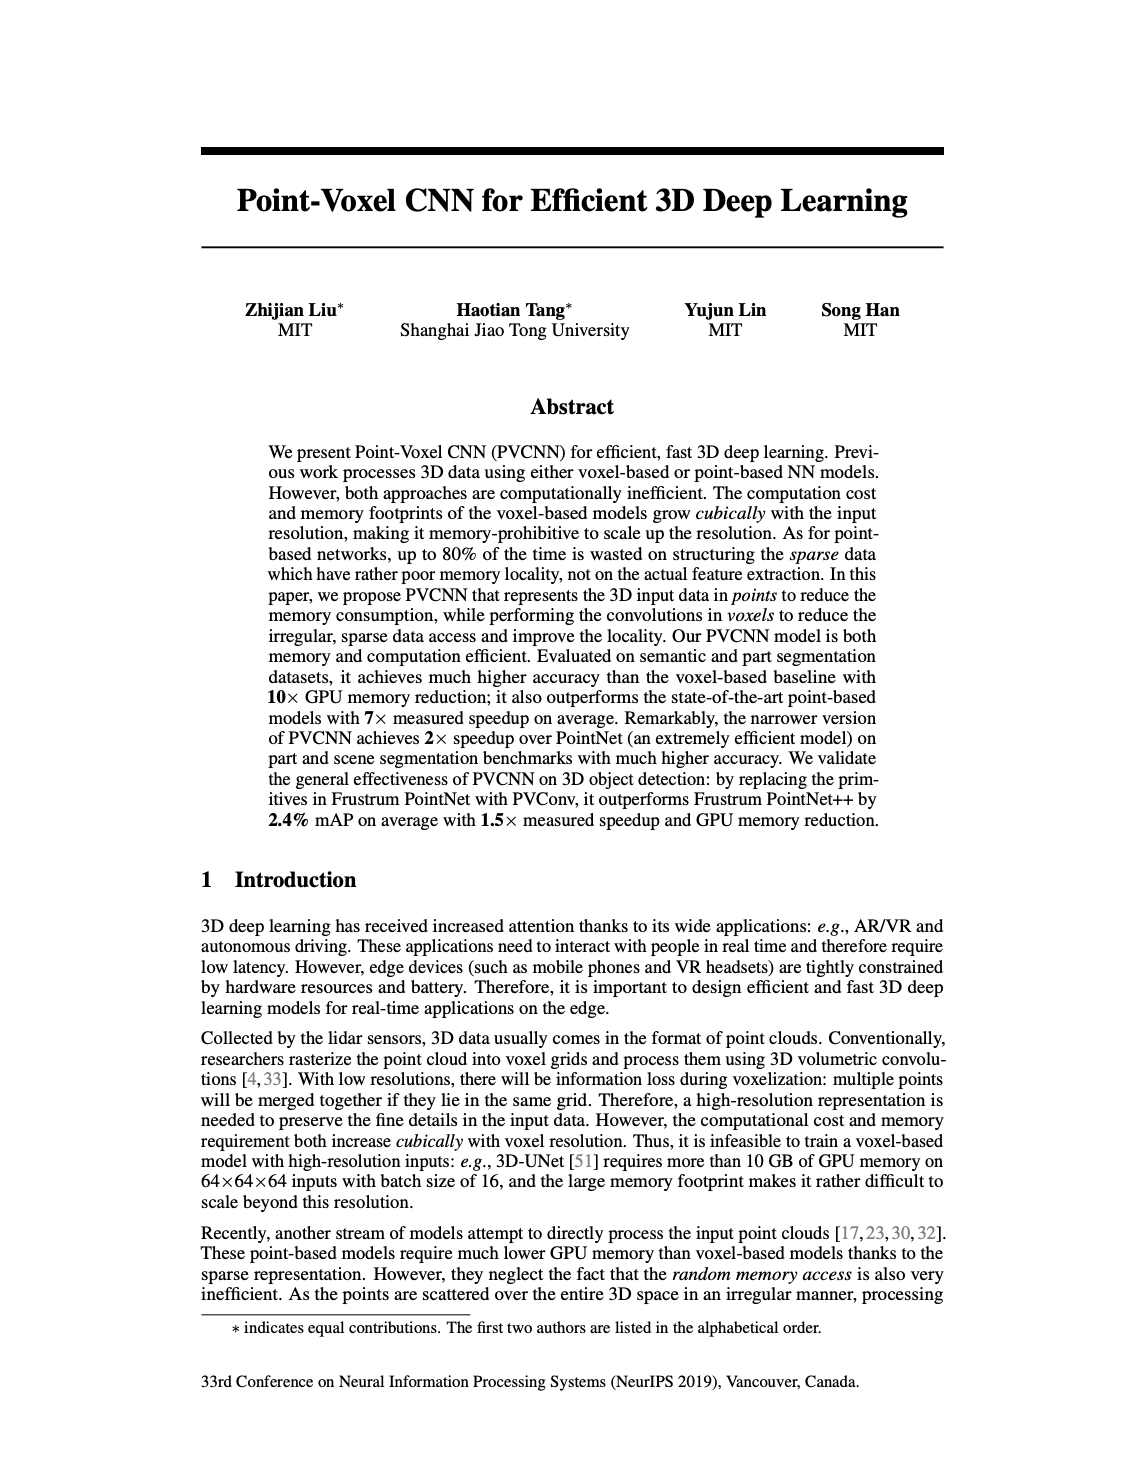 Point-Voxel CNN for Efficient 3D Deep Learning
Zhijian Liu* Haotian Tang* Yujun Lin Song Han
MIT Shanghai Jiao Tong University MIT MIT
Abstract
We present Point-Voxel CNN (PVCNN) for efficient, fast 3D deep learning. Previ-
ous work processes 3D data using either voxel-based or point-based NN models.
However, both approaches are computationally inefficient. The computation cost
and memory footprints of the voxel-based models grow cubically with the input
resolution, making it memory-prohibitive to scale up the resolution. As for point-
based networks, up to 80% of the time is wasted on structuring the sparse data
which have rather poor memory locality, not on the actual feature extraction. In this
paper, we propose PVCNN that represents the 3D input data in points to reduce the
memory consumption, while performing the convolutions in voxels to reduce the
irregular, sparse data access and improve the locality. Our PVCNN model is both
memory and computation efficient. Evaluated on semantic and part segmentation
datasets, it achieves much higher accuracy than the voxel-based baseline with
10× GPU memory reduction; it also outperforms the state-of-the-art point-based
models with 7× measured speedup on average. Remarkably, the narrower version
of PVCNN achieves 2× speedup over PointNet (an extremely efficient model) on
part and scene segmentation benchmarks with much higher accuracy. We validate
the general effectiveness of PVCNN on 3D object detection: by replacing the prim-
itives in Frustrum PointNet with PVConv, it outperforms Frustrum PointNet++ by
2.4% mAP on average with 1.5× measured speedup and GPU memory reduction.
1 Introduction
3D deep learning has received increased attention thanks to its wide applications: e.g., AR/VR and
autonomous driving. These applications need to interact with people in real time and therefore require
low latency. However, edge devices (such as mobile phones and VR headsets) are tightly constrained
by hardware resources and battery. Therefore, it is important to design efficient and fast 3D deep
learning models for real-time applications on the edge.
Collected by the lidar sensors, 3D data usually comes in the format of point clouds. Conventionally,
researchers rasterize the point cloud into voxel grids and process them using 3D volumetric convolu-
tions [4, 33]. With low resolutions, there will be information loss during voxelization: multiple points
will be merged together if they lie in the same grid. Therefore, a high-resolution representation is
needed to preserve the fine details in the input data. However, the computational cost and memory
requirement both increase cubically with voxel resolution. Thus, it is infeasible to train a voxel-based
model with high-resolution inputs: e.g., 3D-UNet [51] requires more than 10 GB of GPU memory on
64×64×64 inputs with batch size of 16, and the large memory footprint makes it rather difficult to
scale beyond this resolution.
Recently, another stream of models attempt to directly process the input point clouds [17, 23, 30, 32].
These point-based models require much lower GPU memory than voxel-based models thanks to the
sparse representation. However, they neglect the fact that the random memory access is also very
inefficient. As the points are scattered over the entire 3D space in an irregular manner, processing
* indicates equal contributions. The first two authors are listed in the alphabetical order.
33rd Conference on Neural Information Processing Systems (NeurIPS 2019), Vancouver, Canada.